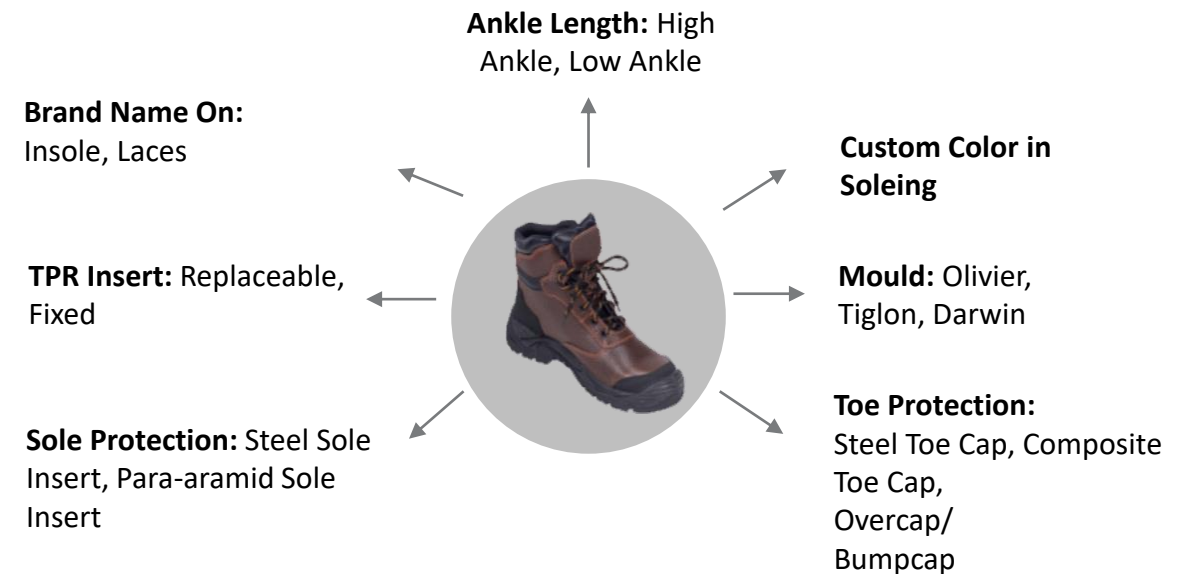 Ankle Length: High
Ankle, Low Ankle
Brand Name On:
Insole, Laces
Custom Color in
Soleing
TPR Insert: Replaceable,
Fixed
Mould: Olivier,
Tiglon, Darwin
Sole Protection: Steel Sole
Insert, Para-aramid Sole
Insert
Toe Protection:
Steel Toe Cap, Composite
Toe Cap,
Overcap/
Bumpcap